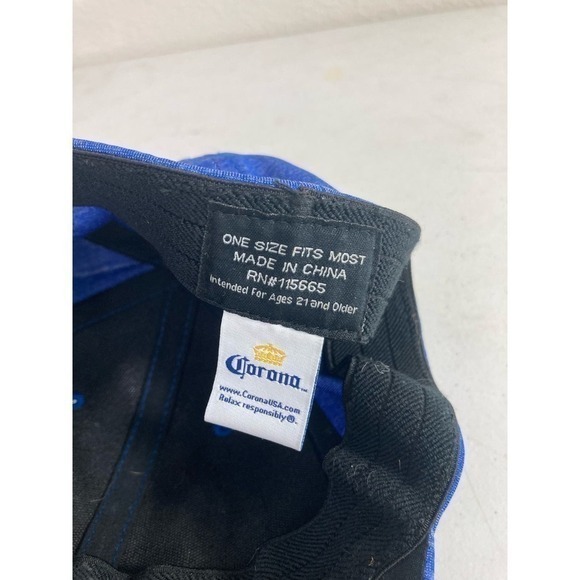 ONE SIZE FITS MOST
MADE IN CHINA
RN#115665
Intended For Ages 21 and Older
Corona
www.CoronaUSA.com
Relax responsibly®.